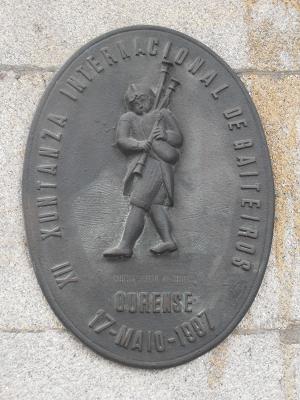 XII XUNTANZA INTERNACIONAL DE GAITEIROS
OURENSE
17-MAIO-1997